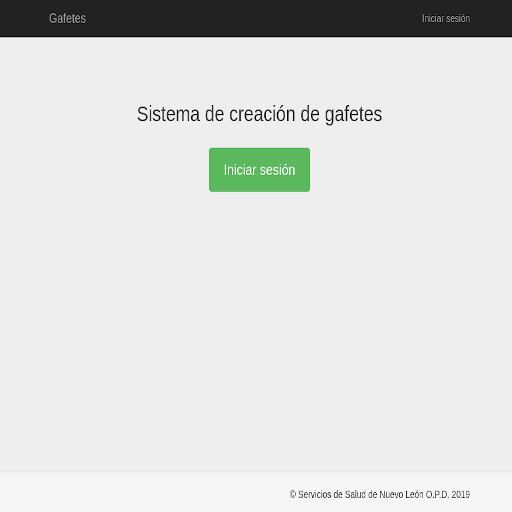 Gafetes
Iniciar sesión
Sistema de creación de gafetes
Iniciar sesión
© Servicios de Salud de Nuevo León O.P.D. 2019